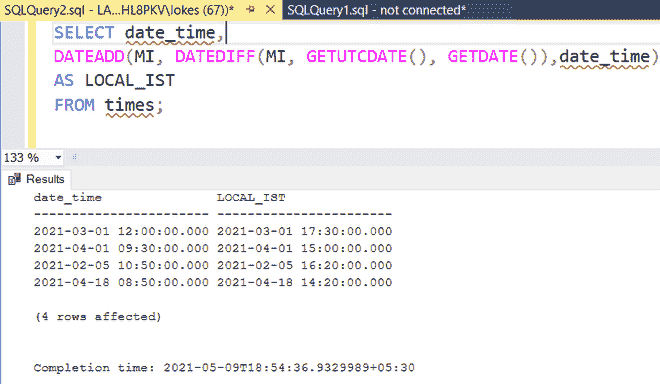 SQLQuery2.sql - LA...HL8PKV\lokes (67))* SQLQuery1.sql - not connected*
SELECT date_time,
DATEADD(MI, DATEDIFF(MI, GETUTCDATE(), GETDATE()),date_time)
AS LOCAL_IST
FROM times;
133 %
Results
date_time LOCAL_IST
----------------------- -----------------------
2021-03-01 12:00:00.000 2021-03-01 17:30:00.000
2021-04-01 09:30:00.000 2021-04-01 15:00:00.000
2021-02-05 10:50:00.000 2021-02-05 16:20:00.000
2021-04-18 08:50:00.000 2021-04-18 14:20:00.000
(4 rows affected)
Completion time: 2021-05-09T18:54:36.9329989+05:30